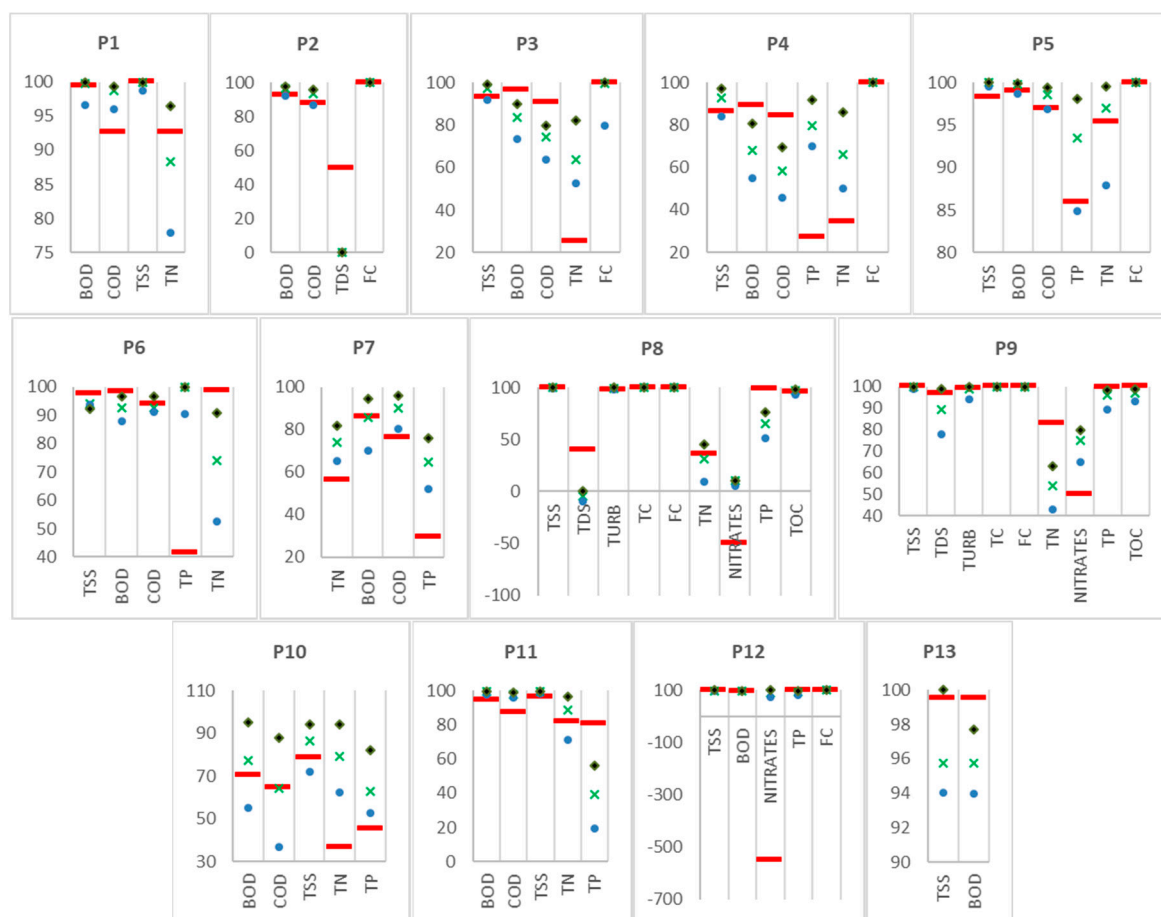 P1
100
95
90
85
80
75
BOD
COD
TSS
TN
P2
100
80
60
40
20
0
BOD
COD
TDS
FC
P3
100
80
60
40
20
TSS
BOD
COD
TN
FC
P4
100
80
60
40
20
TSS
BOD
COD
TP
TN
FC
P5
100
95
90
85
80
TSS
BOD
COD
TP
TN
FC
P6
100
90
80
70
60
50
40
TSS
BOD
COD
TP
TN
P7
100
80
60
40
20
TN
BOD
COD
TP
P8
100
50
0
-50
-100
TSS
TDS
TURB
TC
FC
TN
NITRATES
TP
TOC
P9
100
90
80
70
60
50
40
TSS
TDS
TURB
TC
FC
TN
NITRATES
TP
TOC
P10
110
90
70
50
30
BOD
COD
TSS
TN
TP
P11
100
80
60
40
20
0
BOD
COD
TSS
TN
TP
P12
100
-100
-300
-500
-700
TSS
BOD
NITRATES
TP
FC
P13
100
98
96
94
92
90
TSS
BOD